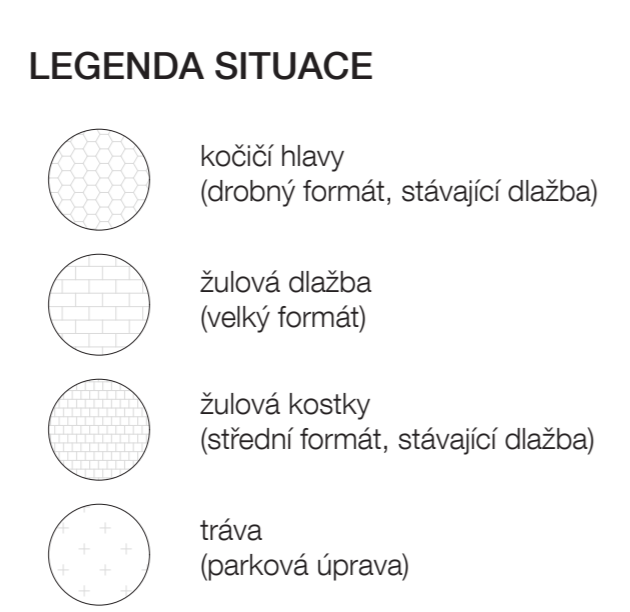 LEGENDA SITUACE
kočičí hlavy
(drobný formát, stávající dlažba)
žulová dlažba
(velký formát)
žulová kostky
(střední formát, stávající dlažba)
tráva
(parková úprava)